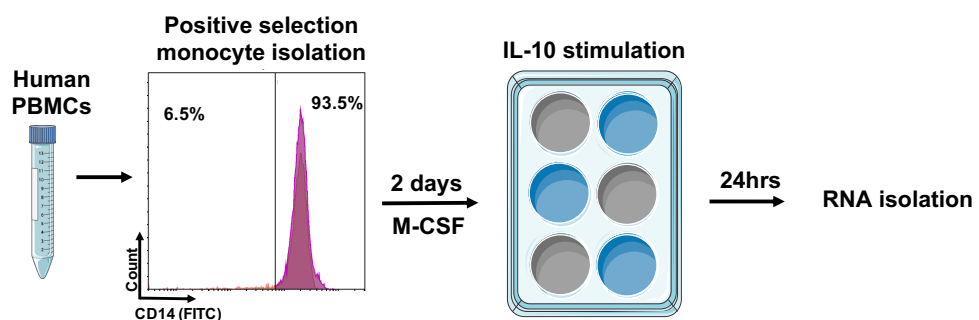 Human
PBMCs
Positive selection
monocyte isolation
6.5%
93.5%
Count
CD14 (FITC)
2 days
M-CSF
IL-10 stimulation
24hrs
RNA isolation